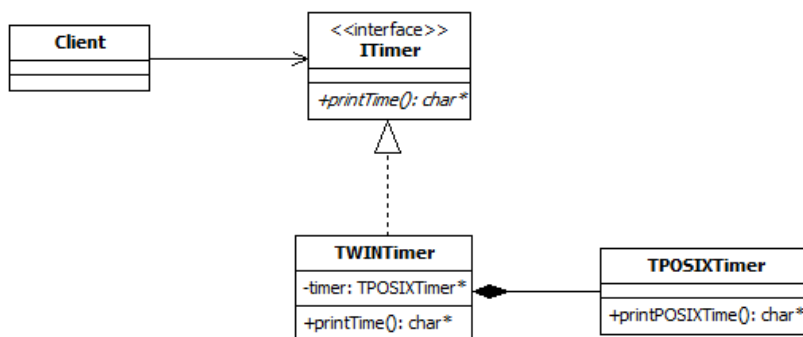 Client
<<interface>>
ITimer
+printTime(): char*
TWINTimer
-timer: TPOSIXTimer*
+printTime(): char*
TPOSIXTimer
+printPOSIXTime(): char*